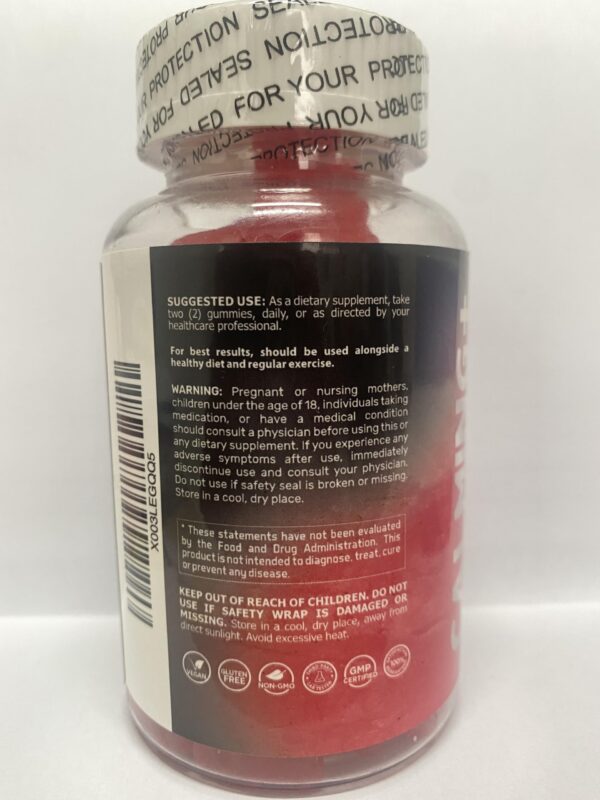 SEALED FOR YOUR PROTECTION
SUGGESTED USE: As a dietary supplement, take
two (2) gummies, daily, or as directed by your
healthcare professional.
For best results, should be used alongside a
healthy diet and regular exercise.
WARNING: Pregnant or nursing mothers,
children under the age of 18, individuals taking
medication, or have a medical condition
should consult a physician before using this or
any dietary supplement. If you experience any
adverse symptoms after use, immediately
discontinue use and consult your physician.
Do not use if safety seal is broken or missing.
Store in a cool, dry place.
* These statements have not been evaluated
by the Food and Drug Administration. This
product is not intended to diagnose, treat, cure
or prevent any disease.
KEEP OUT OF REACH OF CHILDREN. DO NOT
USE IF SAFETY WRAP IS DAMAGED OR
MISSING. Store in a cool, dry place, away from
direct sunlight. Avoid excessive heat.
VEGAN
GLUTEN
FREE
NON-GMO
GMP
CERTIFIED
100%
X003LEGQQ5
CALMING+